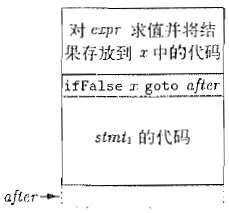 对 expr 求值并将结
果存放到 x 中的代码
ifFalse x goto after
stmt₁ 的代码
after